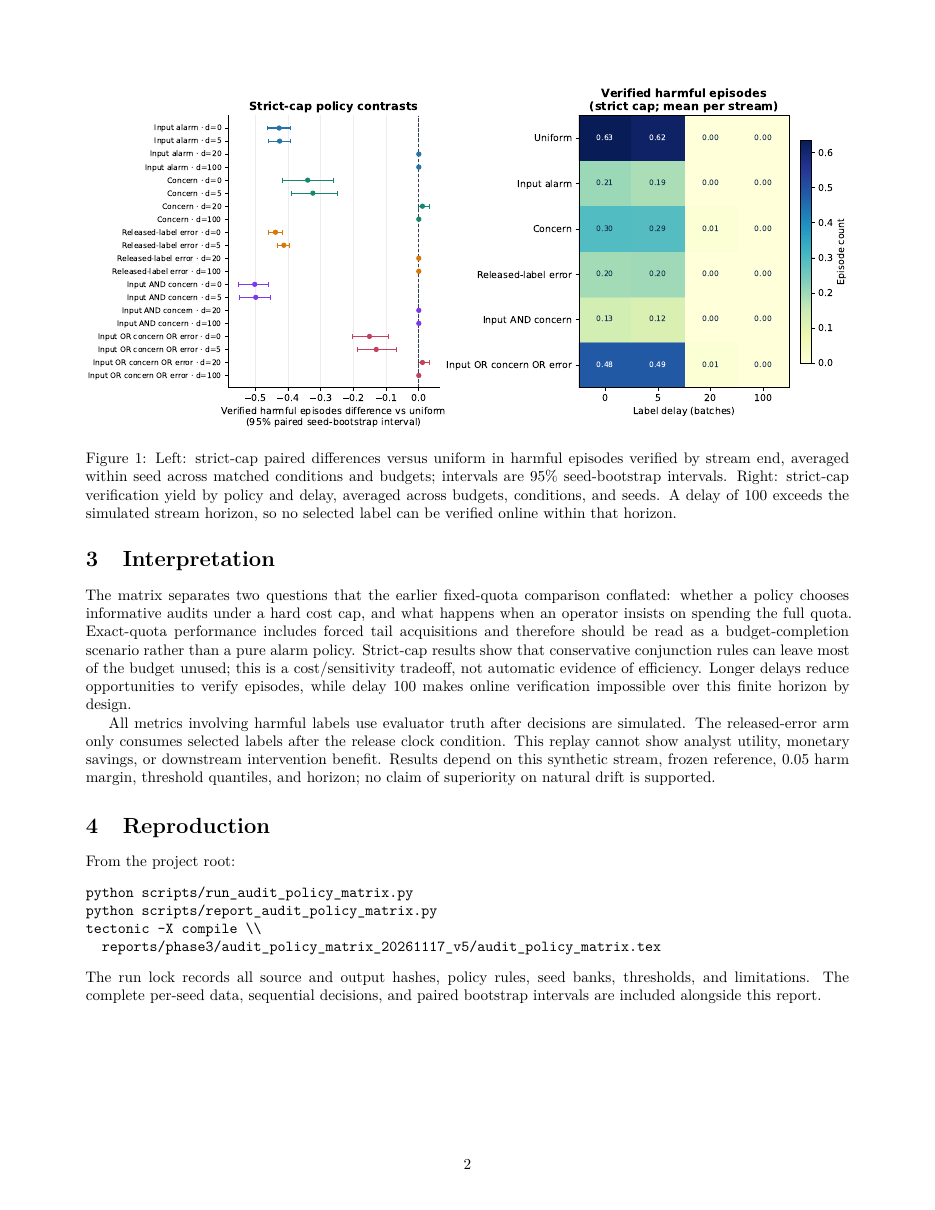 Strict-cap policy contrasts
Input alarm · d=0
Input alarm · d=5
Input alarm · d=20
Input alarm · d=100
Concern · d=0
Concern · d=5
Concern · d=20
Concern · d=100
Released-label error · d=0
Released-label error · d=5
Released-label error · d=20
Released-label error · d=100
Input AND concern · d=0
Input AND concern · d=5
Input AND concern · d=20
Input AND concern · d=100
Input OR concern OR error · d=0
Input OR concern OR error · d=5
Input OR concern OR error · d=20
Input OR concern OR error · d=100
−0.5 −0.4 −0.3 −0.2 −0.1 0.0
Verified harmful episodes difference vs uniform
(95% paired seed-bootstrap interval)
Verified harmful episodes
(strict cap; mean per stream)
Uniform 0.63 0.62 0.00 0.00
Input alarm 0.21 0.19 0.00 0.00
Concern 0.30 0.29 0.01 0.00
Released-label error 0.20 0.20 0.00 0.00
Input AND concern 0.13 0.12 0.00 0.00
Input OR concern OR error 0.48 0.49 0.01 0.00
0 5 20 100
Label delay (batches)
0.6
0.5
0.4
0.3
0.2
0.1
0.0
Episode count
Figure 1: Left: strict-cap paired differences versus uniform in harmful episodes verified by stream end, averaged
within seed across matched conditions and budgets; intervals are 95% seed-bootstrap intervals. Right: strict-cap
verification yield by policy and delay, averaged across budgets, conditions, and seeds. A delay of 100 exceeds the
simulated stream horizon, so no selected label can be verified online within that horizon.
3 Interpretation
The matrix separates two questions that the earlier fixed-quota comparison conflated: whether a policy chooses
informative audits under a hard cost cap, and what happens when an operator insists on spending the full quota.
Exact-quota performance includes forced tail acquisitions and therefore should be read as a budget-completion
scenario rather than a pure alarm policy. Strict-cap results show that conservative conjunction rules can leave most
of the budget unused; this is a cost/sensitivity tradeoff, not automatic evidence of efficiency. Longer delays reduce
opportunities to verify episodes, while delay 100 makes online verification impossible over this finite horizon by
design.
All metrics involving harmful labels use evaluator truth after decisions are simulated. The released-error arm
only consumes selected labels after the release clock condition. This replay cannot show analyst utility, monetary
savings, or downstream intervention benefit. Results depend on this synthetic stream, frozen reference, 0.05 harm
margin, threshold quantiles, and horizon; no claim of superiority on natural drift is supported.
4 Reproduction
From the project root:
python scripts/run_audit_policy_matrix.py
python scripts/report_audit_policy_matrix.py
tectonic -X compile \\
reports/phase3/audit_policy_matrix_20261117_v5/audit_policy_matrix.tex
The run lock records all source and output hashes, policy rules, seed banks, thresholds, and limitations. The
complete per-seed data, sequential decisions, and paired bootstrap intervals are included alongside this report.
2